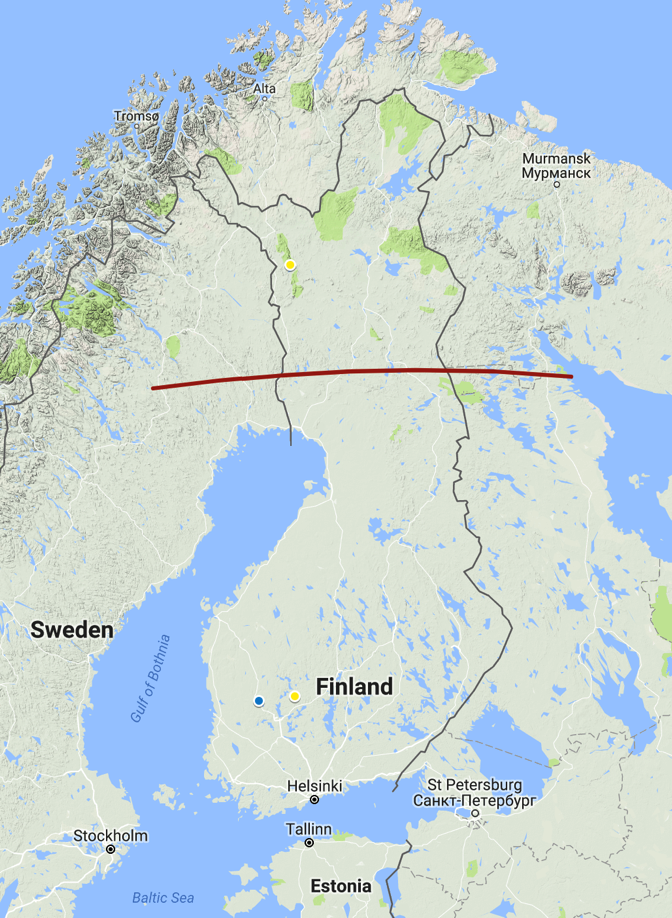 Alta
Tromsø
Murmansk
Мурманск
Sweden
Gulf of Bothnia
Finland
Helsinki
St Petersburg
Санкт-Петербург
Tallinn
Stockholm
Estonia
Baltic Sea